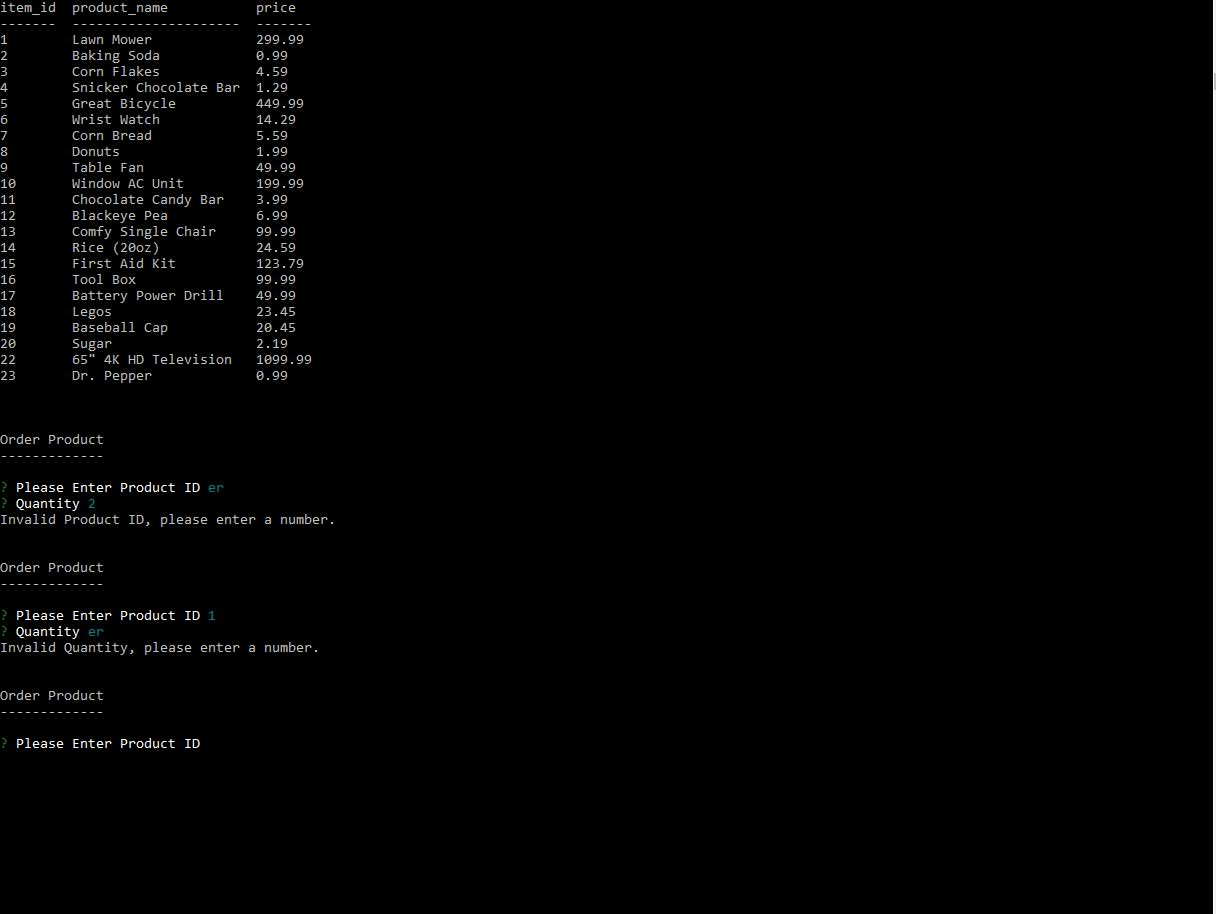 item_id  product_name           price
-------  ---------------------  -------
1        Lawn Mower             299.99
2        Baking Soda            0.99
3        Corn Flakes            4.59
4        Snicker Chocolate Bar  1.29
5        Great Bicycle          449.99
6        Wrist Watch            14.29
7        Corn Bread             5.59
8        Donuts                 1.99
9        Table Fan              49.99
10       Window AC Unit         199.99
11       Chocolate Candy Bar    3.99
12       Blackeye Pea           6.99
13       Comfy Single Chair     99.99
14       Rice (20oz)            24.59
15       First Aid Kit          123.79
16       Tool Box               99.99
17       Battery Power Drill    49.99
18       Legos                  23.45
19       Baseball Cap           20.45
20       Sugar                  2.19
22       65" 4K HD Television   1099.99
23       Dr. Pepper             0.99
Order Product
-------------
? Please Enter Product ID er
? Quantity 2
Invalid Product ID, please enter a number.
Order Product
-------------
? Please Enter Product ID 1
? Quantity er
Invalid Quantity, please enter a number.
Order Product
-------------
? Please Enter Product ID